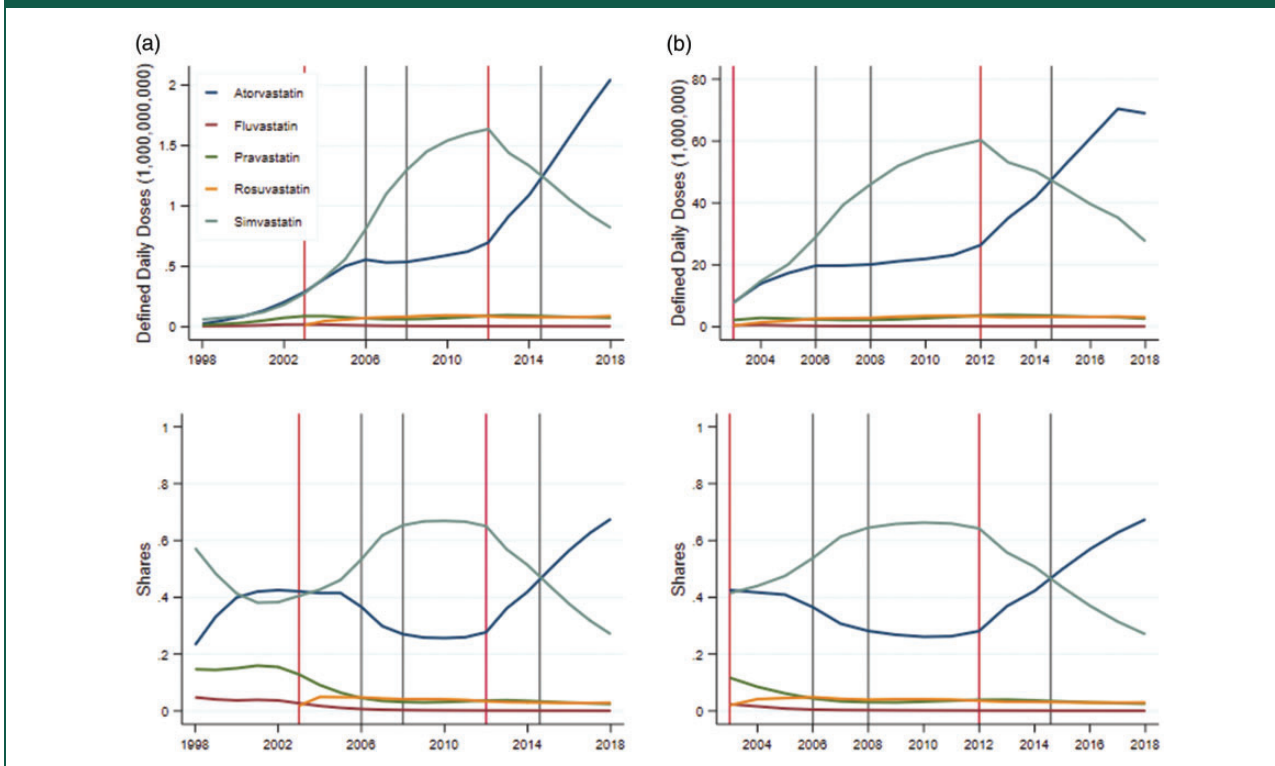 (a)
Defined Daily Doses (1,000,000,000)
2
1.5
1
.5
0
Atorvastatin
Fluvastatin
Pravastatin
Rosuvastatin
Simvastatin
1998 2002 2006 2010 2014 2018
(b)
Defined Daily Doses (1,000,000)
80
60
40
20
0
2004 2006 2008 2010 2012 2014 2016 2018
Shares
1
.8
.6
.4
.2
0
1998 2002 2006 2010 2014 2018
Shares
1
.8
.6
.4
.2
0
2004 2006 2008 2010 2012 2014 2016 2018